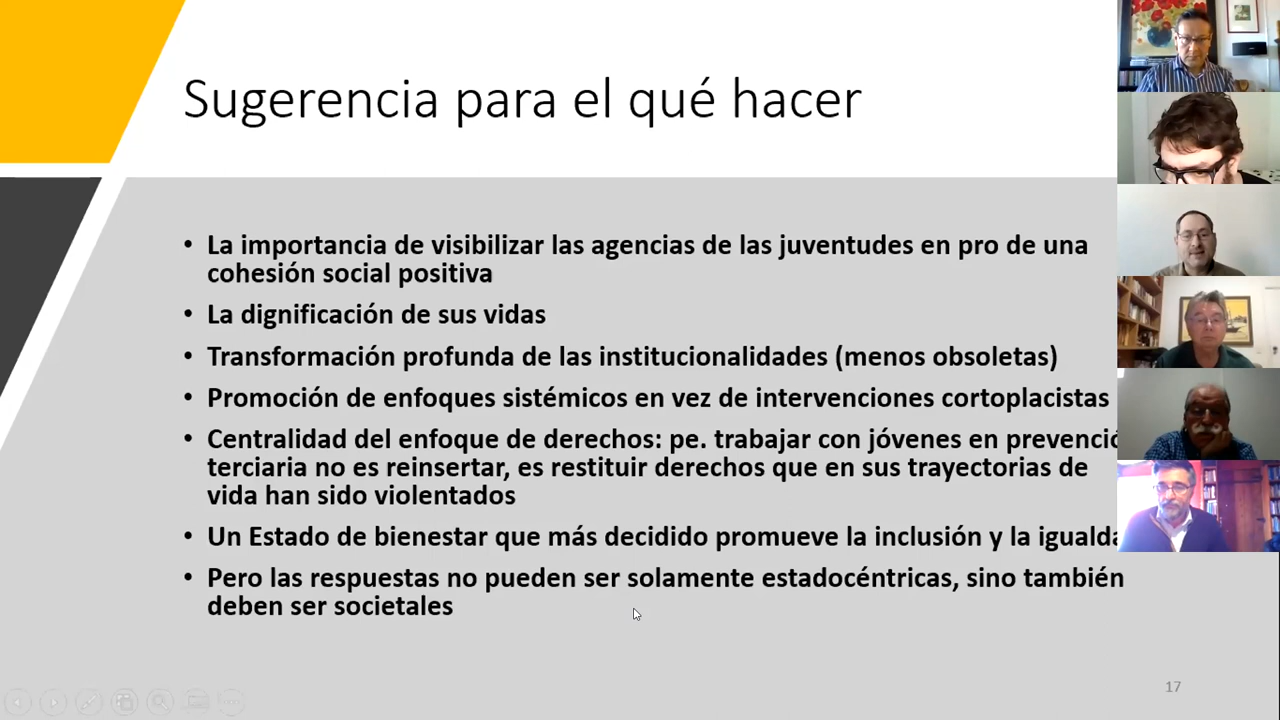 Sugerencia para el qué hacer
• La importancia de visibilizar las agencias de las juventudes en pro de una
cohesión social positiva
• La dignificación de sus vidas
• Transformación profunda de las institucionalidades (menos obsoletas)
• Promoción de enfoques sistémicos en vez de intervenciones cortoplacistas
• Centralidad del enfoque de derechos: pe. trabajar con jóvenes en prevenció
terciaria no es reinsertar, es restituir derechos que en sus trayectorias de
vida han sido violentados
• Un Estado de bienestar que más decidido promueve la inclusión y la igualda
• Pero las respuestas no pueden ser solamente estadocéntricas, sino también
deben ser societales
17